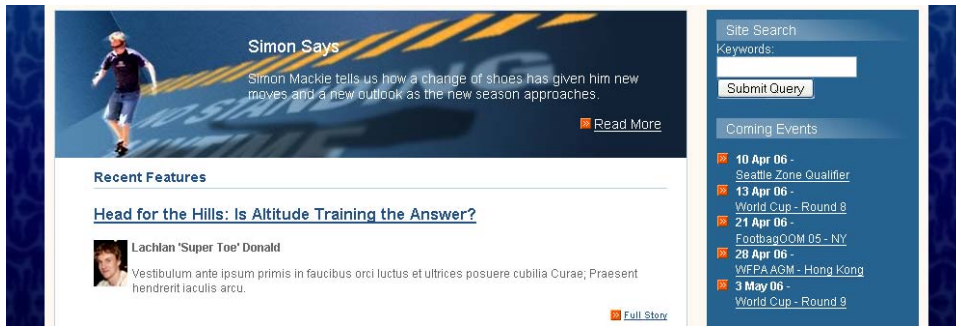 Simon Says
Simon Mackie tells us how a change of shoes has given him new
moves and a new outlook as the new season approaches.
Read More
Recent Features
Head for the Hills: Is Altitude Training the Answer?
Lachlan 'Super Toe' Donald
Vestibulum ante ipsum primis in faucibus orci luctus et ultrices posuere cubilia Curae; Praesent
hendrerit iaculis arcu.
Full Story
Site Search
Keywords:
Submit Query
Coming Events
10 Apr 06 -
Seattle Zone Qualifier
13 Apr 06 -
World Cup - Round 8
21 Apr 06 -
FootbagOOM 05 - NY
28 Apr 06 -
WFPA AGM - Hong Kong
3 May 06 -
World Cup - Round 9